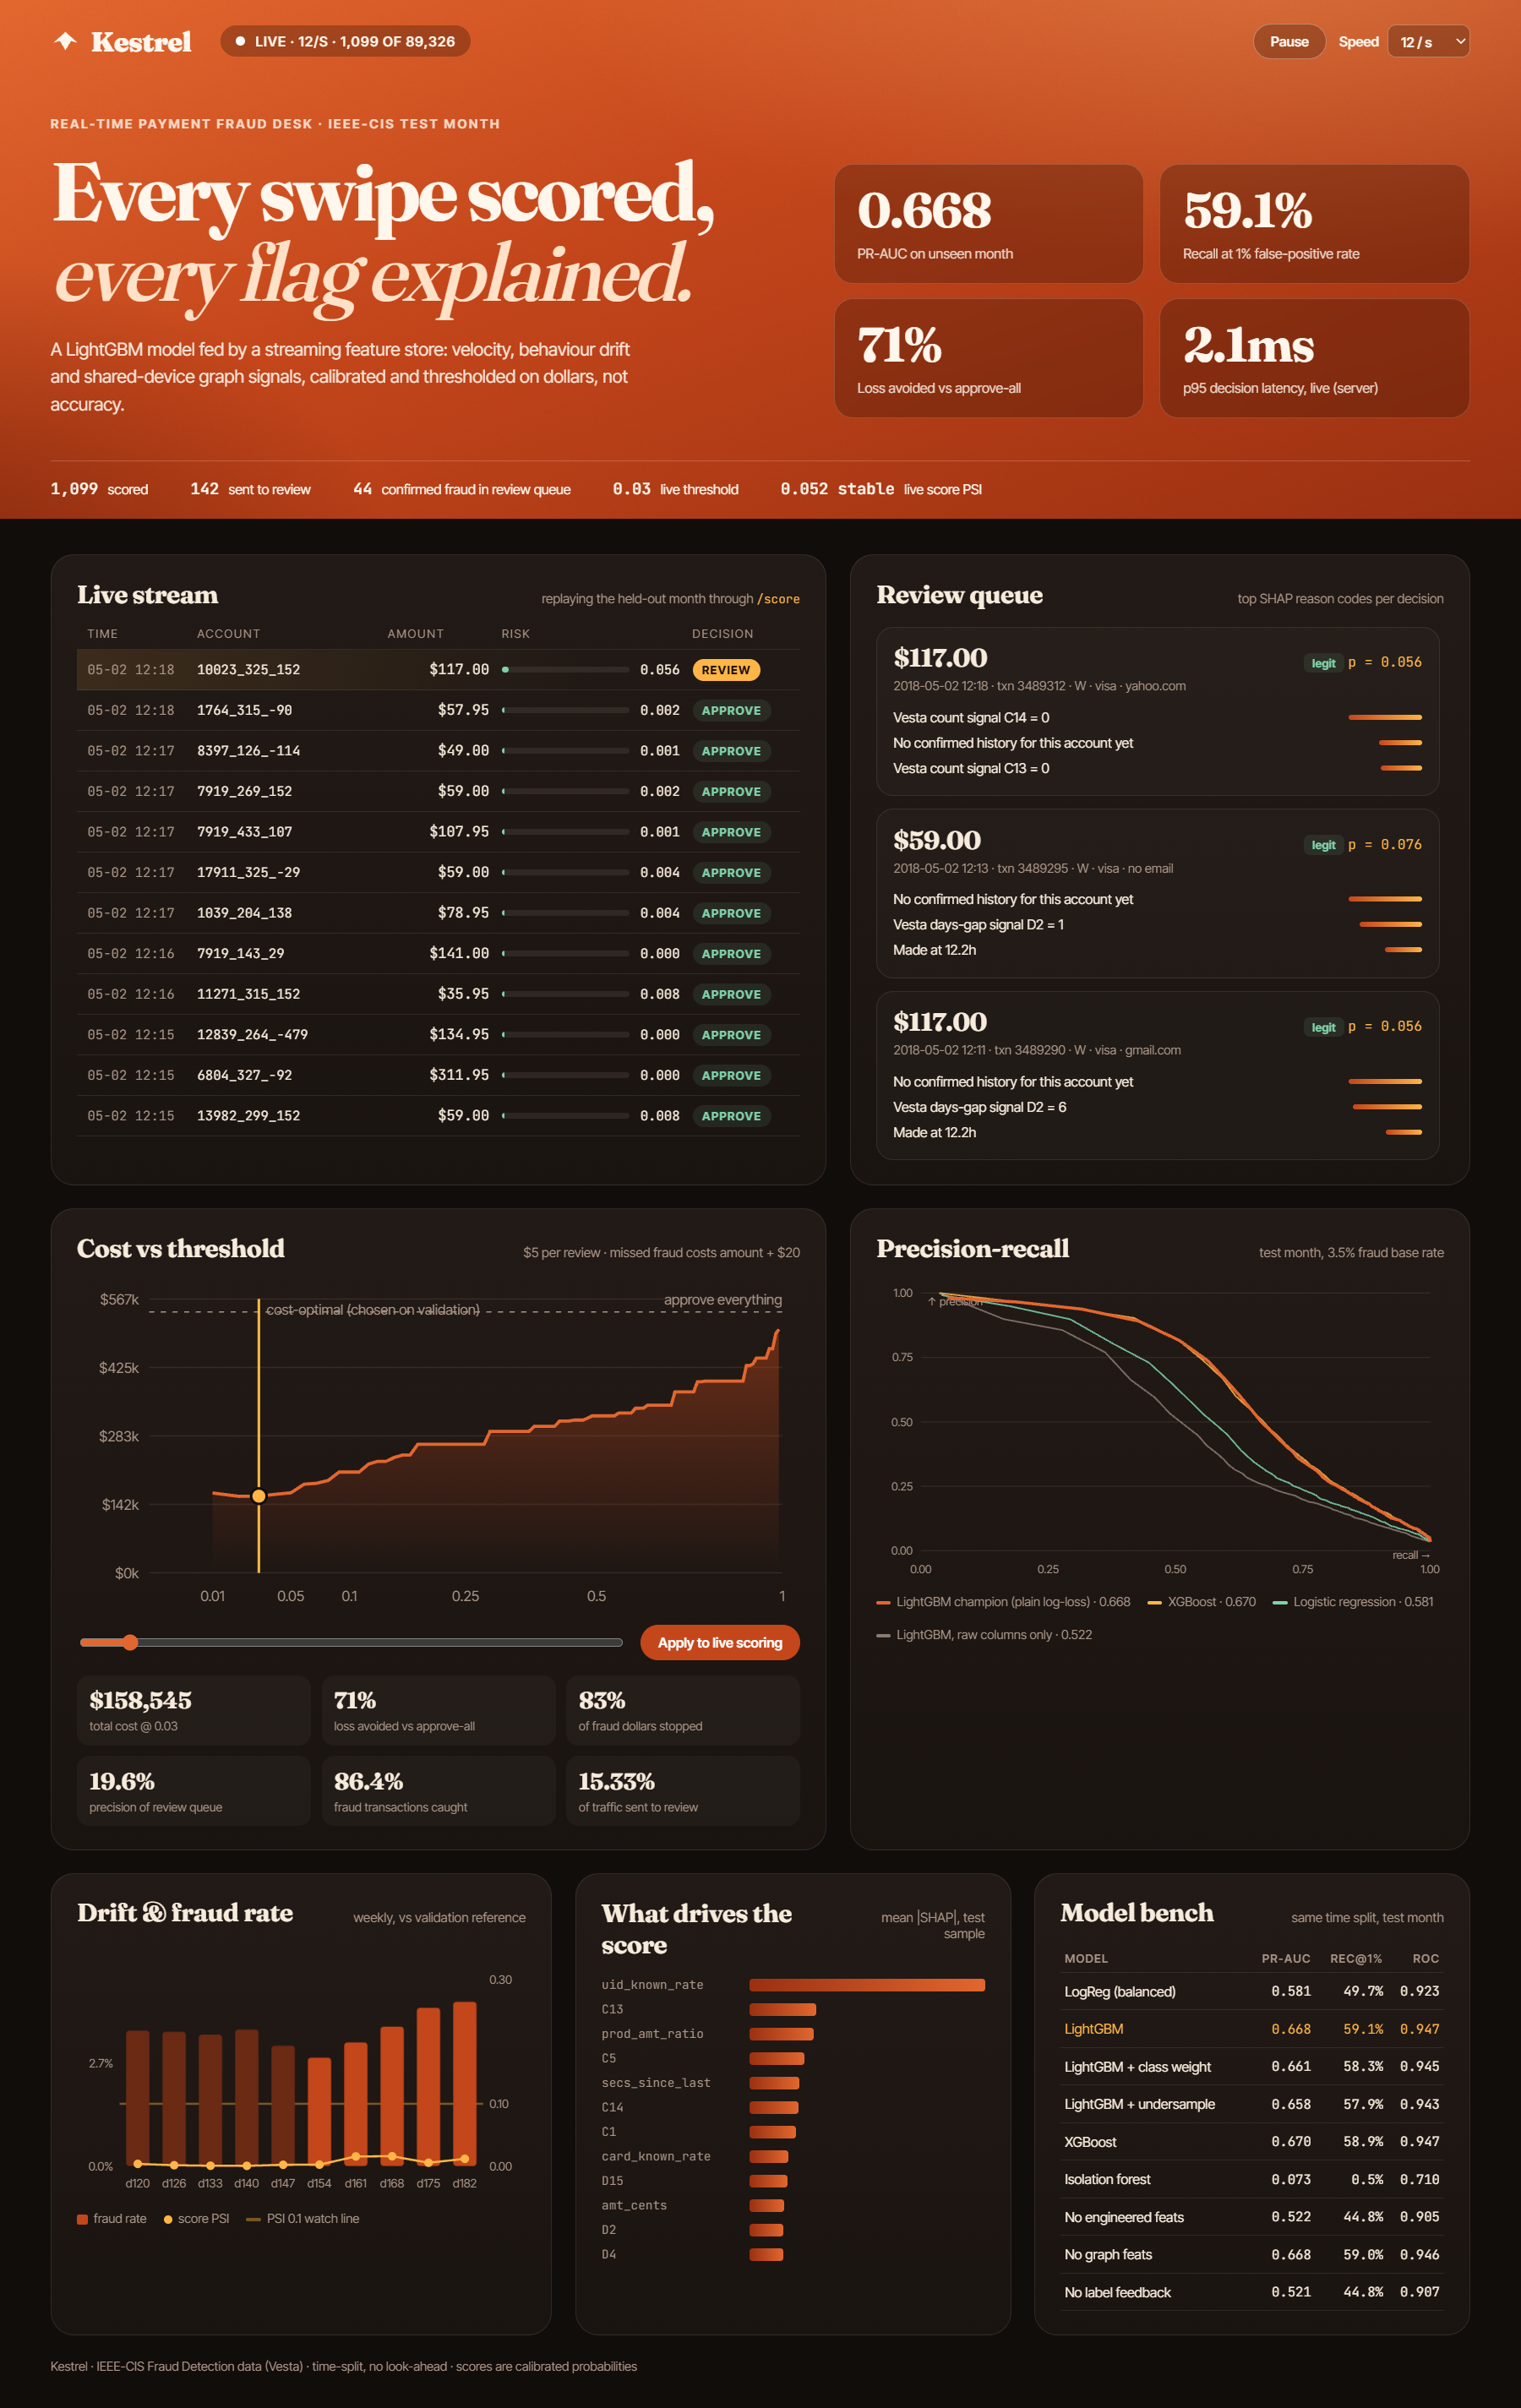 Kestrel
LIVE · 12/S · 1,099 OF 89,326
Pause
Speed
12 / s
REAL-TIME PAYMENT FRAUD DESK · IEEE-CIS TEST MONTH
Every swipe scored,
every flag explained.
A LightGBM model fed by a streaming feature store: velocity, behaviour drift
and shared-device graph signals, calibrated and thresholded on dollars, not
accuracy.
0.668
PR-AUC on unseen month
59.1%
Recall at 1% false-positive rate
71%
Loss avoided vs approve-all
2.1ms
p95 decision latency, live (server)
1,099 scored
142 sent to review
44 confirmed fraud in review queue
0.03 live threshold
0.052 stable live score PSI
Live stream
replaying the held-out month through /score
TIME ACCOUNT AMOUNT RISK DECISION
05-02 12:18 10023_325_152 $117.00 0.056 REVIEW
05-02 12:18 1764_315_-90 $57.95 0.002 APPROVE
05-02 12:17 8397_126_-114 $49.00 0.001 APPROVE
05-02 12:17 7919_269_152 $59.00 0.002 APPROVE
05-02 12:17 7919_433_107 $107.95 0.001 APPROVE
05-02 12:17 17911_325_-29 $59.00 0.004 APPROVE
05-02 12:17 1039_204_138 $78.95 0.004 APPROVE
05-02 12:16 7919_143_29 $141.00 0.000 APPROVE
05-02 12:16 11271_315_152 $35.95 0.008 APPROVE
05-02 12:15 12839_264_-479 $134.95 0.000 APPROVE
05-02 12:15 6804_327_-92 $311.95 0.000 APPROVE
05-02 12:15 13982_299_152 $59.00 0.008 APPROVE
Review queue
top SHAP reason codes per decision
$117.00
legit p = 0.056
2018-05-02 12:18 · txn 3489312 · W · visa · yahoo.com
Vesta count signal C14 = 0
No confirmed history for this account yet
Vesta count signal C13 = 0
$59.00
legit p = 0.076
2018-05-02 12:13 · txn 3489295 · W · visa · no email
No confirmed history for this account yet
Vesta days-gap signal D2 = 1
Made at 12.2h
$117.00
legit p = 0.056
2018-05-02 12:11 · txn 3489290 · W · visa · gmail.com
No confirmed history for this account yet
Vesta days-gap signal D2 = 6
Made at 12.2h
Cost vs threshold
$5 per review · missed fraud costs amount + $20
$567k
$425k
$283k
$142k
$0k
cost-optimal (chosen on validation)
approve everything
0.01 0.05 0.1 0.25 0.5 1
Apply to live scoring
$158,545
total cost @ 0.03
71%
loss avoided vs approve-all
83%
of fraud dollars stopped
19.6%
precision of review queue
86.4%
fraud transactions caught
15.33%
of traffic sent to review
Precision-recall
test month, 3.5% fraud base rate
1.00
0.75
0.50
0.25
0.00
↑ precision
recall →
0.00 0.25 0.50 0.75 1.00
LightGBM champion (plain log-loss) · 0.668
XGBoost · 0.670
Logistic regression · 0.581
LightGBM, raw columns only · 0.522
Drift & fraud rate
weekly, vs validation reference
2.7%
0.0%
0.30
0.10
0.00
d120 d126 d133 d140 d147 d154 d161 d168 d175 d182
fraud rate
score PSI
PSI 0.1 watch line
What drives the
score
mean |SHAP|, test
sample
uid_known_rate
C13
prod_amt_ratio
C5
secs_since_last
C14
C1
card_known_rate
D15
amt_cents
D2
D4
Model bench
same time split, test month
MODEL PR-AUC REC@1% ROC
LogReg (balanced) 0.581 49.7% 0.923
LightGBM 0.668 59.1% 0.947
LightGBM + class weight 0.661 58.3% 0.945
LightGBM + undersample 0.658 57.9% 0.943
XGBoost 0.670 58.9% 0.947
Isolation forest 0.073 0.5% 0.710
No engineered feats 0.522 44.8% 0.905
No graph feats 0.668 59.0% 0.946
No label feedback 0.521 44.8% 0.907
Kestrel · IEEE-CIS Fraud Detection data (Vesta) · time-split, no look-ahead · scores are calibrated probabilities